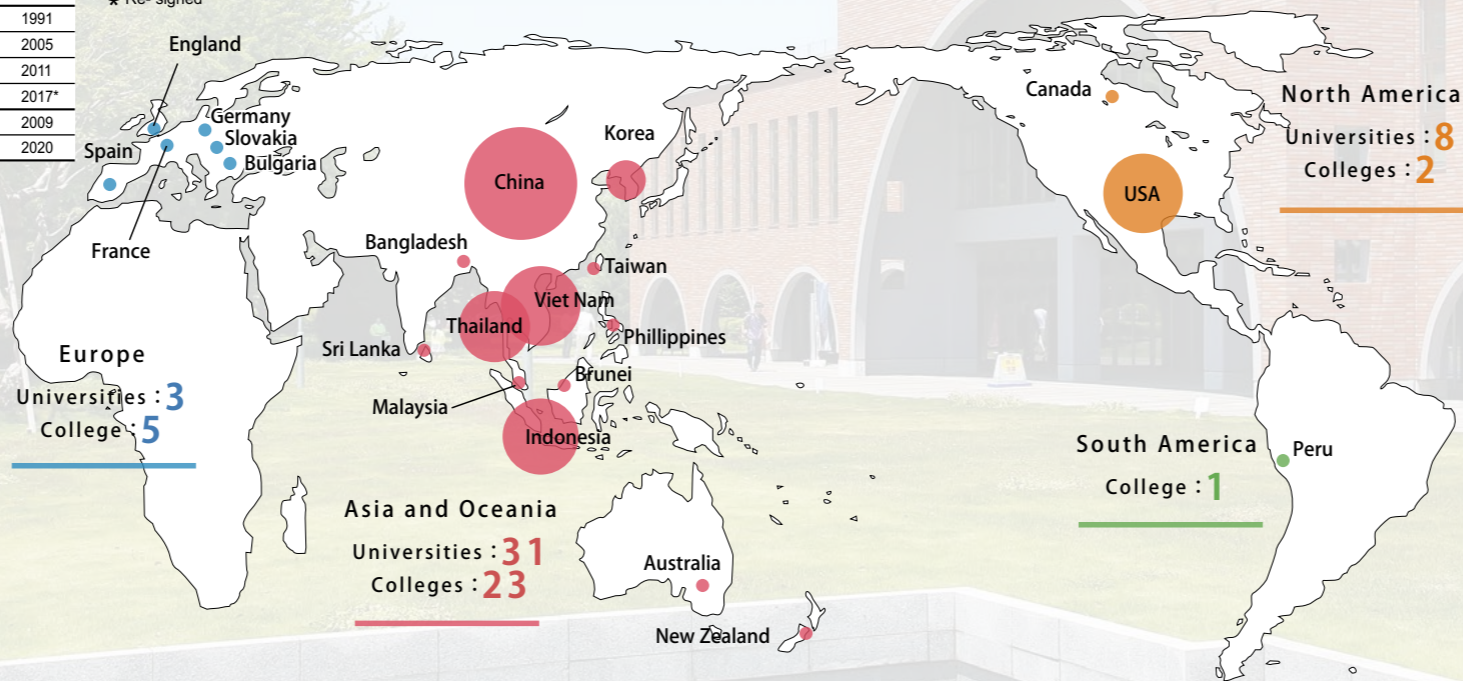 * Re- signed
1991
2005
2011
2017*
2009
2020
England
Germany
Slovakia
Bulgaria
Spain
France
China
Korea
Bangladesh
Taiwan
Viet Nam
Thailand
Phillippines
Sri Lanka
Brunei
Malaysia
Indonesia
Australia
New Zealand
Canada
USA
Peru
Europe
Universities : 3
College : 5
Asia and Oceania
Universities : 31
Colleges : 23
North America
Universities : 8
Colleges : 2
South America
College : 1